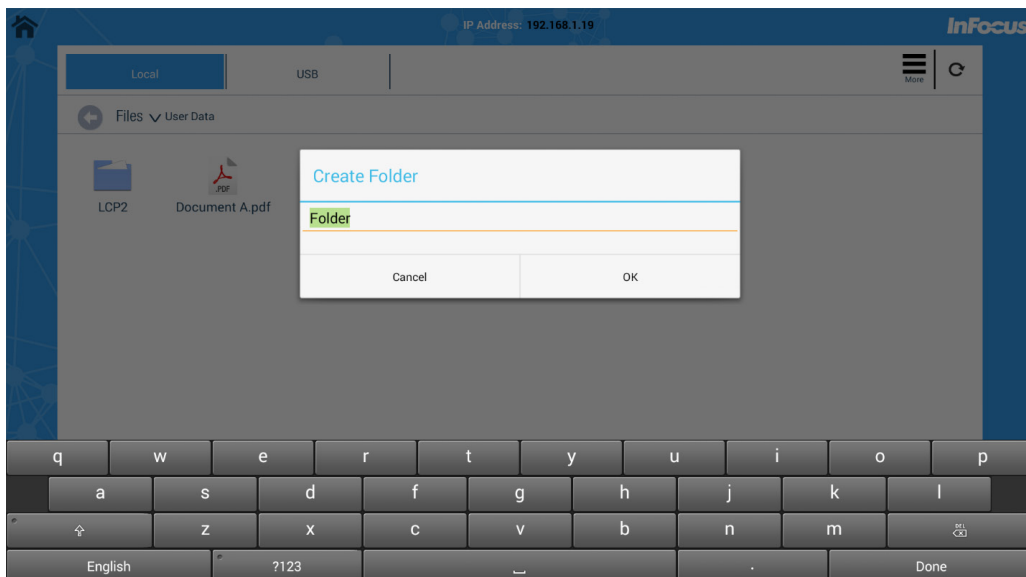 IP Address: 192.168.1.19
InFocus
Local
USB
More
Files User Data
LCP2
.PDF
Document A.pdf
Create Folder
Folder
Cancel
OK
q w e r t y u i o p
a s d f g h j k l
z x c v b n m DEL
English ?123 . Done